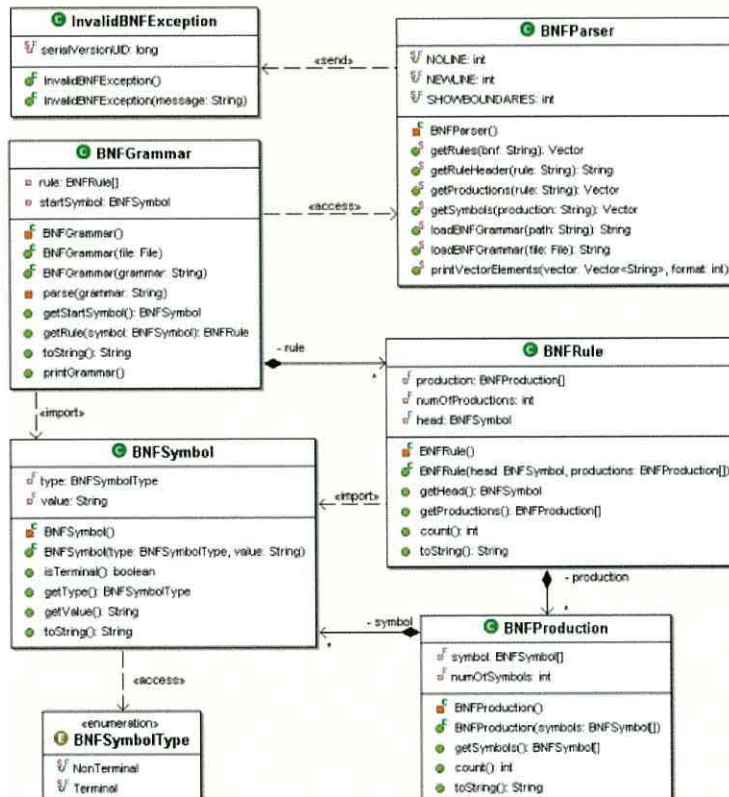 InvalidBNFException
serialVersionUID: long
InvalidBNFException()
InvalidBNFException(message: String)
«send»
BNFParser
NOLINE: int
NEWLINE: int
SHOWBOUNDARIES: int
BNFParser()
getRules(bnf: String): Vector
getRuleHeader(rule: String): String
getProductions(rule: String): Vector
getSymbols(production: String): Vector
loadBNFGrammar(path: String): String
loadBNFGrammar(file: File): String
printVectorElements(vector: Vector<String>, format: int)
BNFGrammar
rule: BNFRule[]
startSymbol: BNFSymbol
BNFGrammar()
BNFGrammar(file: File)
BNFGrammar(grammar: String)
parse(grammar: String)
getStartSymbol(): BNFSymbol
getRule(symbol: BNFSymbol): BNFRule
toString(): String
printGrammar()
«access»
- rule
*
«import»
BNFRule
production: BNFProduction[]
numOfProductions: int
head: BNFSymbol
BNFRule()
BNFRule(head: BNFSymbol, productions: BNFProduction[])
getHead(): BNFSymbol
getProductions(): BNFProduction[]
count(): int
toString(): String
BNFSymbol
type: BNFSymbolType
value: String
BNFSymbol()
BNFSymbol(type: BNFSymbolType, value: String)
isTerminal(): boolean
getType(): BNFSymbolType
getValue(): String
toString(): String
«import»
- production
*
- symbol
*
BNFProduction
symbol: BNFSymbol[]
numOfSymbols: int
BNFProduction()
BNFProduction(symbols: BNFSymbol[])
getSymbols(): BNFSymbol[]
count(): int
toString(): String
«access»
«enumeration»
BNFSymbolType
NonTerminal
Terminal